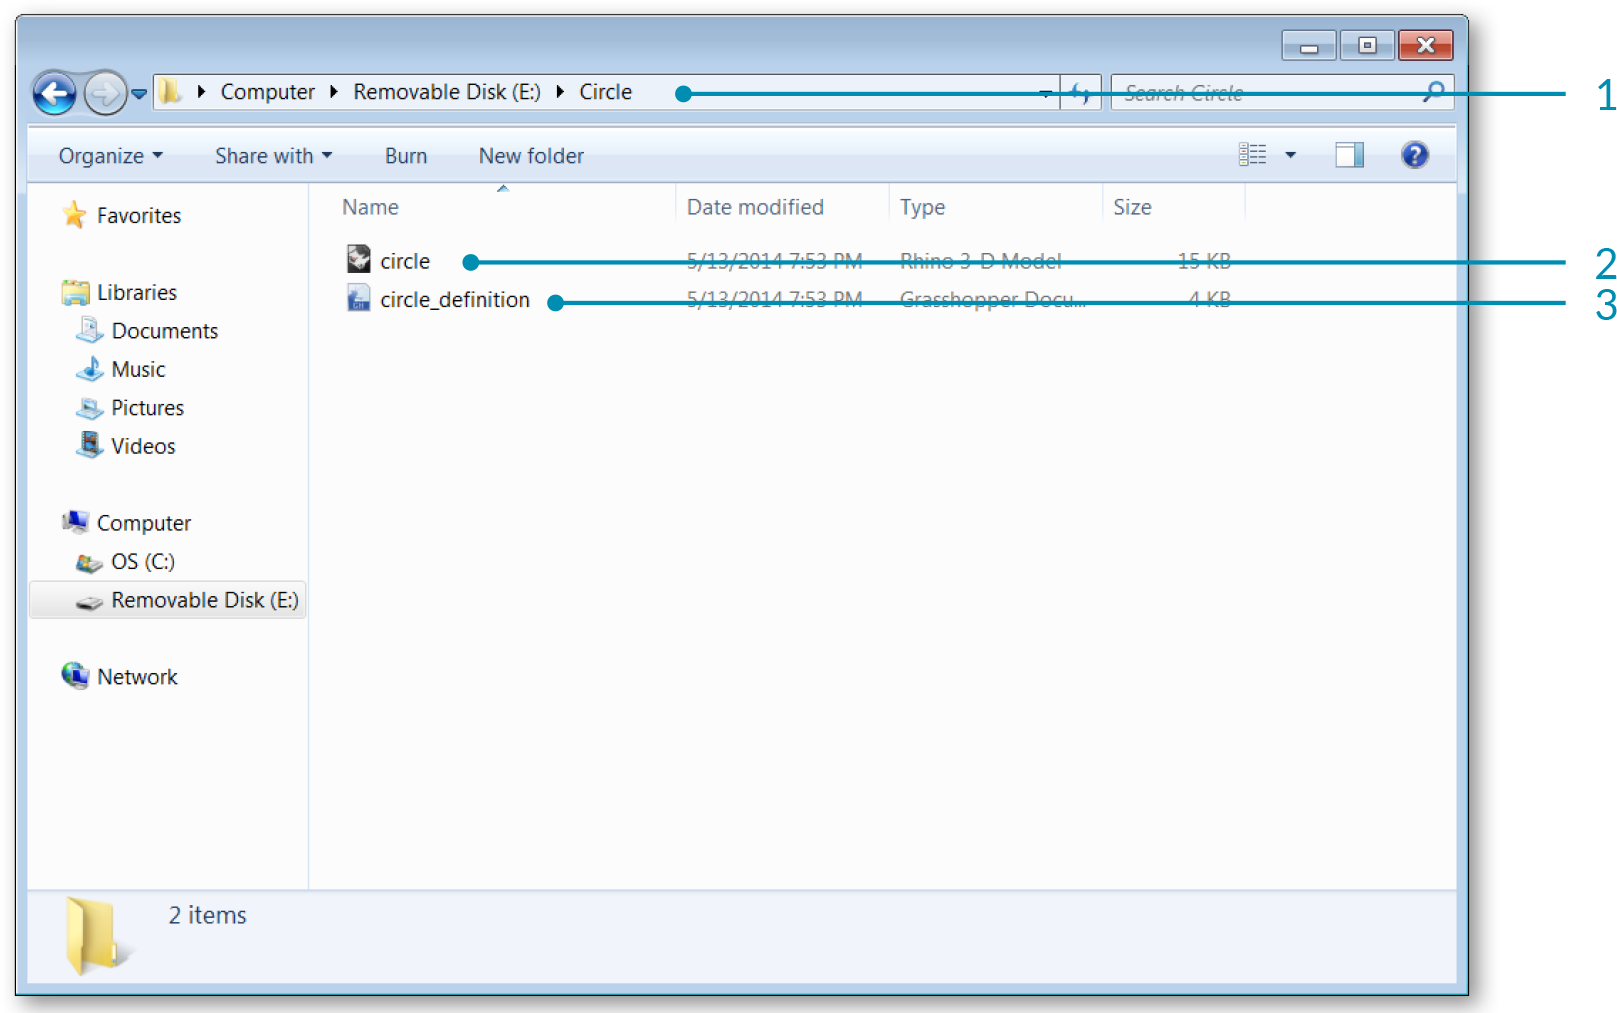 Computer Removable Disk (E:) Circle Search Circle 1
Organize Share with Burn New folder
Name Date modified Type Size
Favorites
circle 5/13/2014 7:53 PM Rhino 3-D Model 15 KB 2
circle_definition 5/13/2014 7:53 PM Grasshopper Docu... 4 KB 3
Libraries
Documents
Music
Pictures
Videos
Computer
OS (C:)
Removable Disk (E:)
Network
2 items